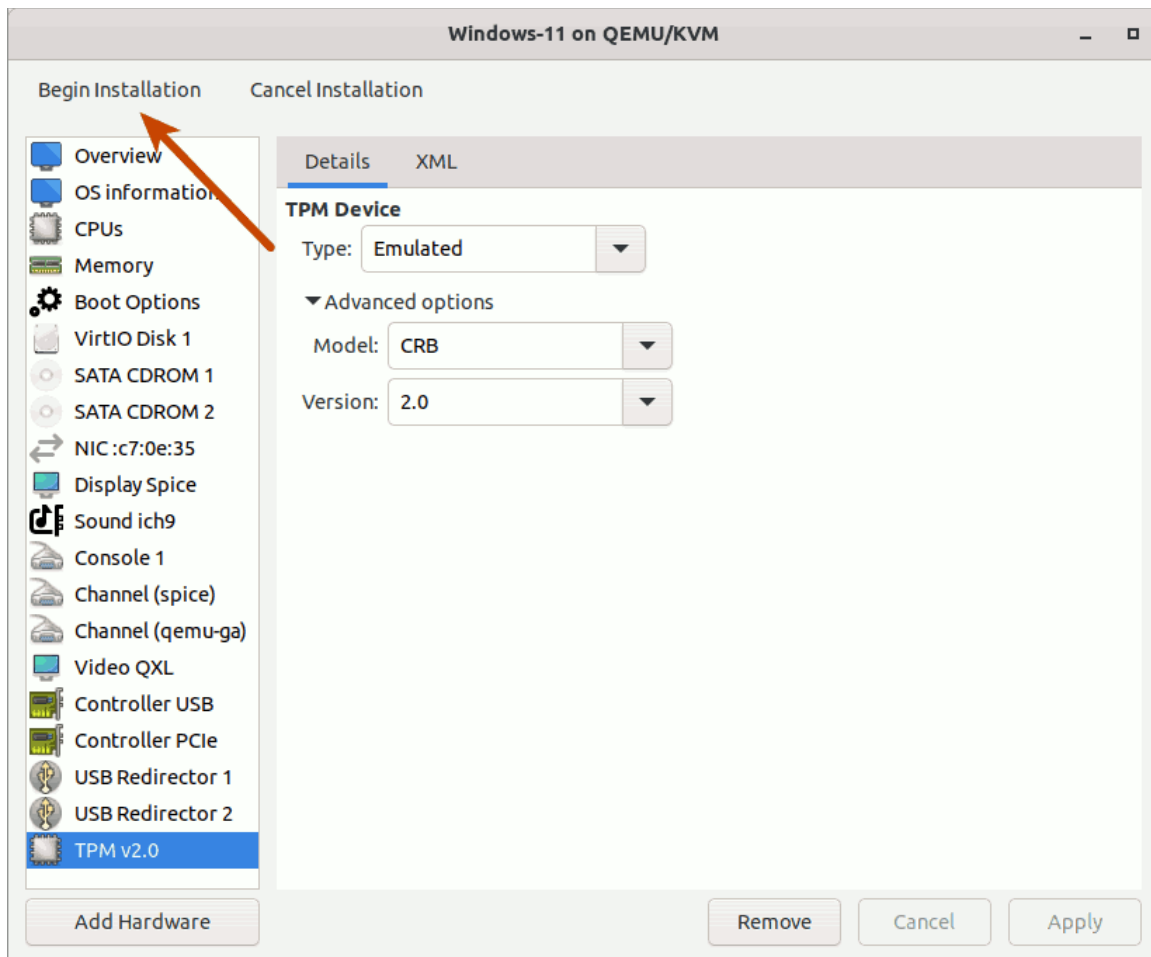 Windows-11 on QEMU/KVM
Begin Installation
Cancel Installation
Overview
OS information
CPUs
Memory
Boot Options
VirtIO Disk 1
SATA CDROM 1
SATA CDROM 2
NIC :c7:0e:35
Display Spice
Sound ich9
Console 1
Channel (spice)
Channel (qemu-ga)
Video QXL
Controller USB
Controller PCIe
USB Redirector 1
USB Redirector 2
TPM v2.0
Add Hardware
Details
XML
TPM Device
Type: Emulated
Advanced options
Model: CRB
Version: 2.0
Remove
Cancel
Apply